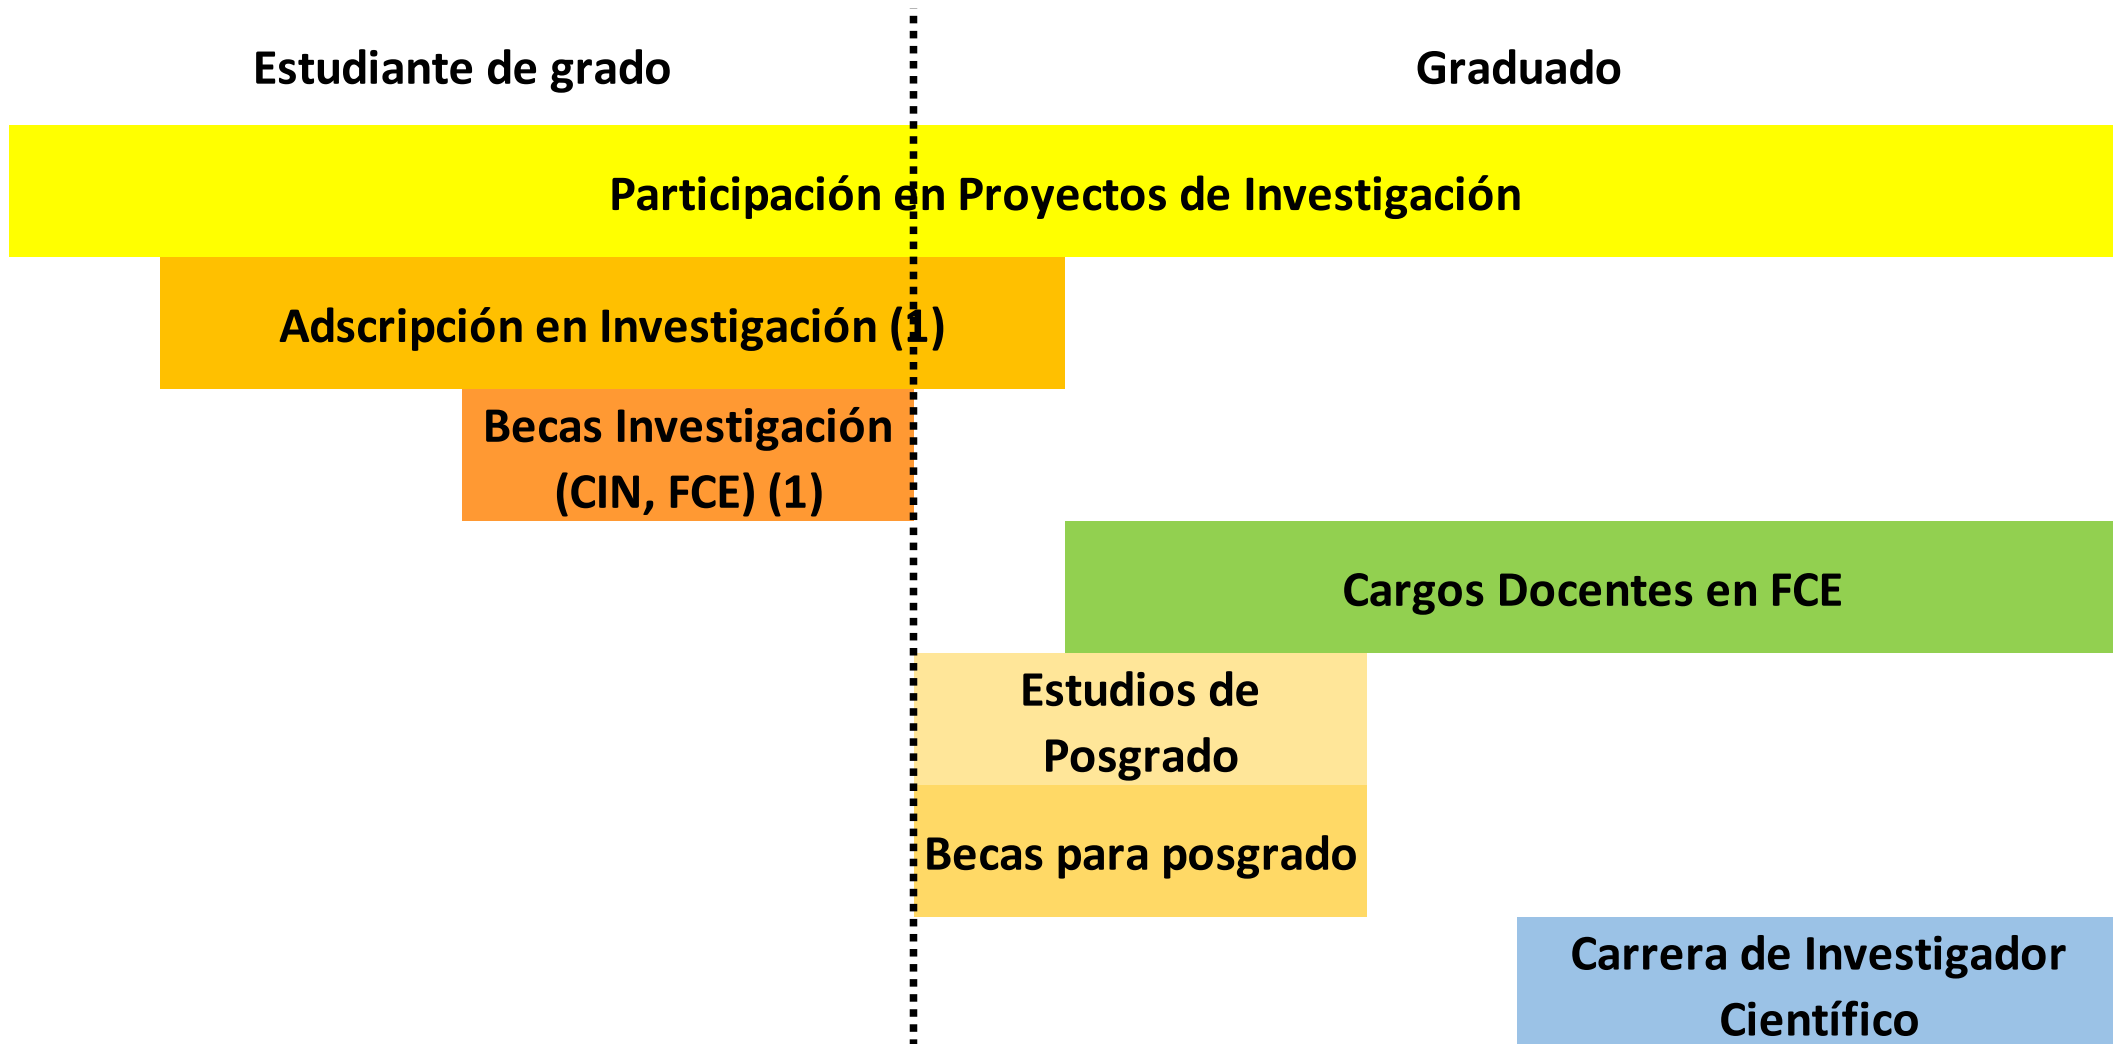 Estudiante de grado
Graduado
Participación en Proyectos de Investigación
Adscripción en Investigación (1)
Becas Investigación
(CIN, FCE) (1)
Cargos Docentes en FCE
Estudios de
Posgrado
Becas para posgrado
Carrera de Investigador
Científico